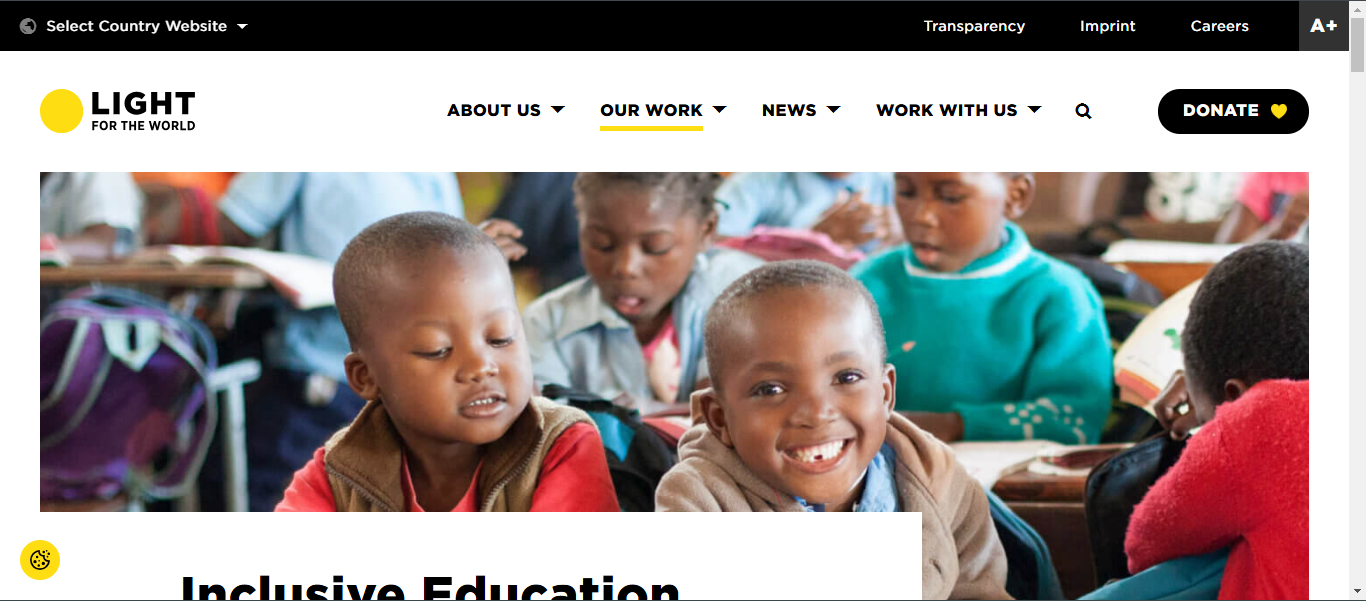 Select Country Website
Transparency
Imprint
Careers
A+
LIGHT
FOR THE WORLD
ABOUT US
OUR WORK
NEWS
WORK WITH US
DONATE
Inclusive Education